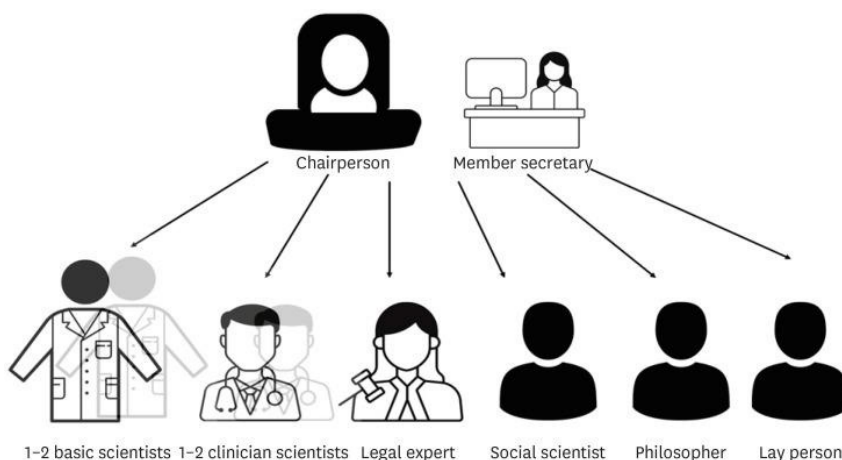 Chairperson
Member secretary
1–2 basic scientists
1–2 clinician scientists
Legal expert
Social scientist
Philosopher
Lay person